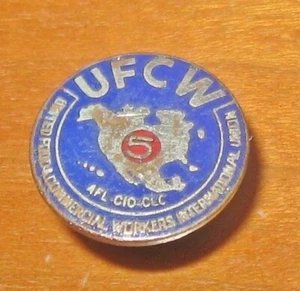 UFCW
UNITED FOOD & COMMERCIAL WORKERS INTERNATIONAL UNION
5
AFL-CIO-CLC